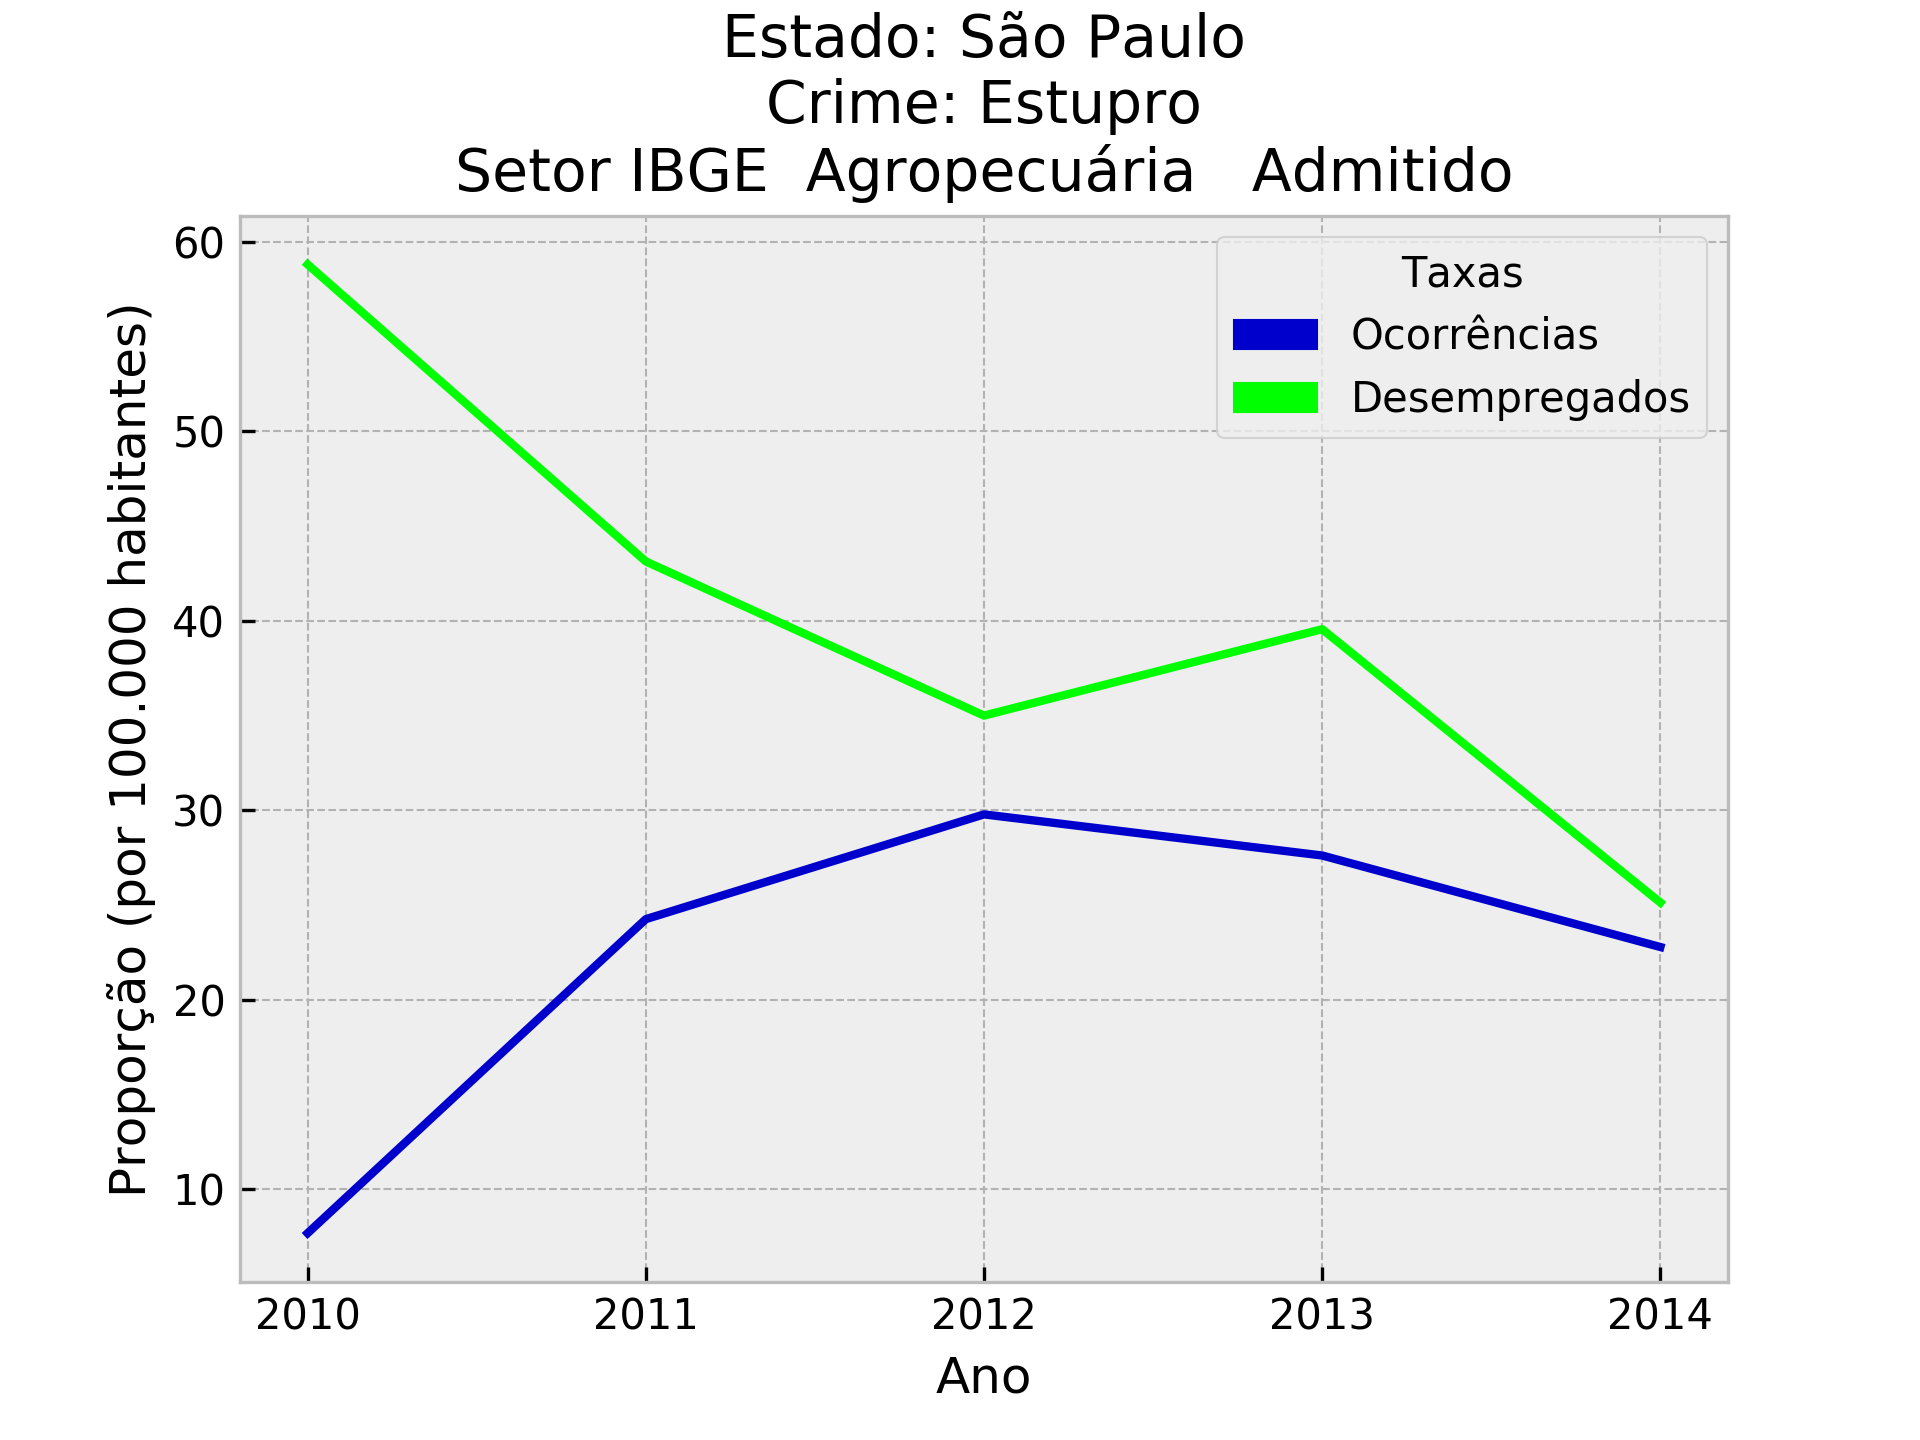 Estado: São Paulo
Crime: Estupro
Setor IBGE  Agropecuária   Admitido
Proporção (por 100.000 habitantes)
60
50
40
30
20
10
Taxas
Ocorrências
Desempregados
2010 2011 2012 2013 2014
Ano